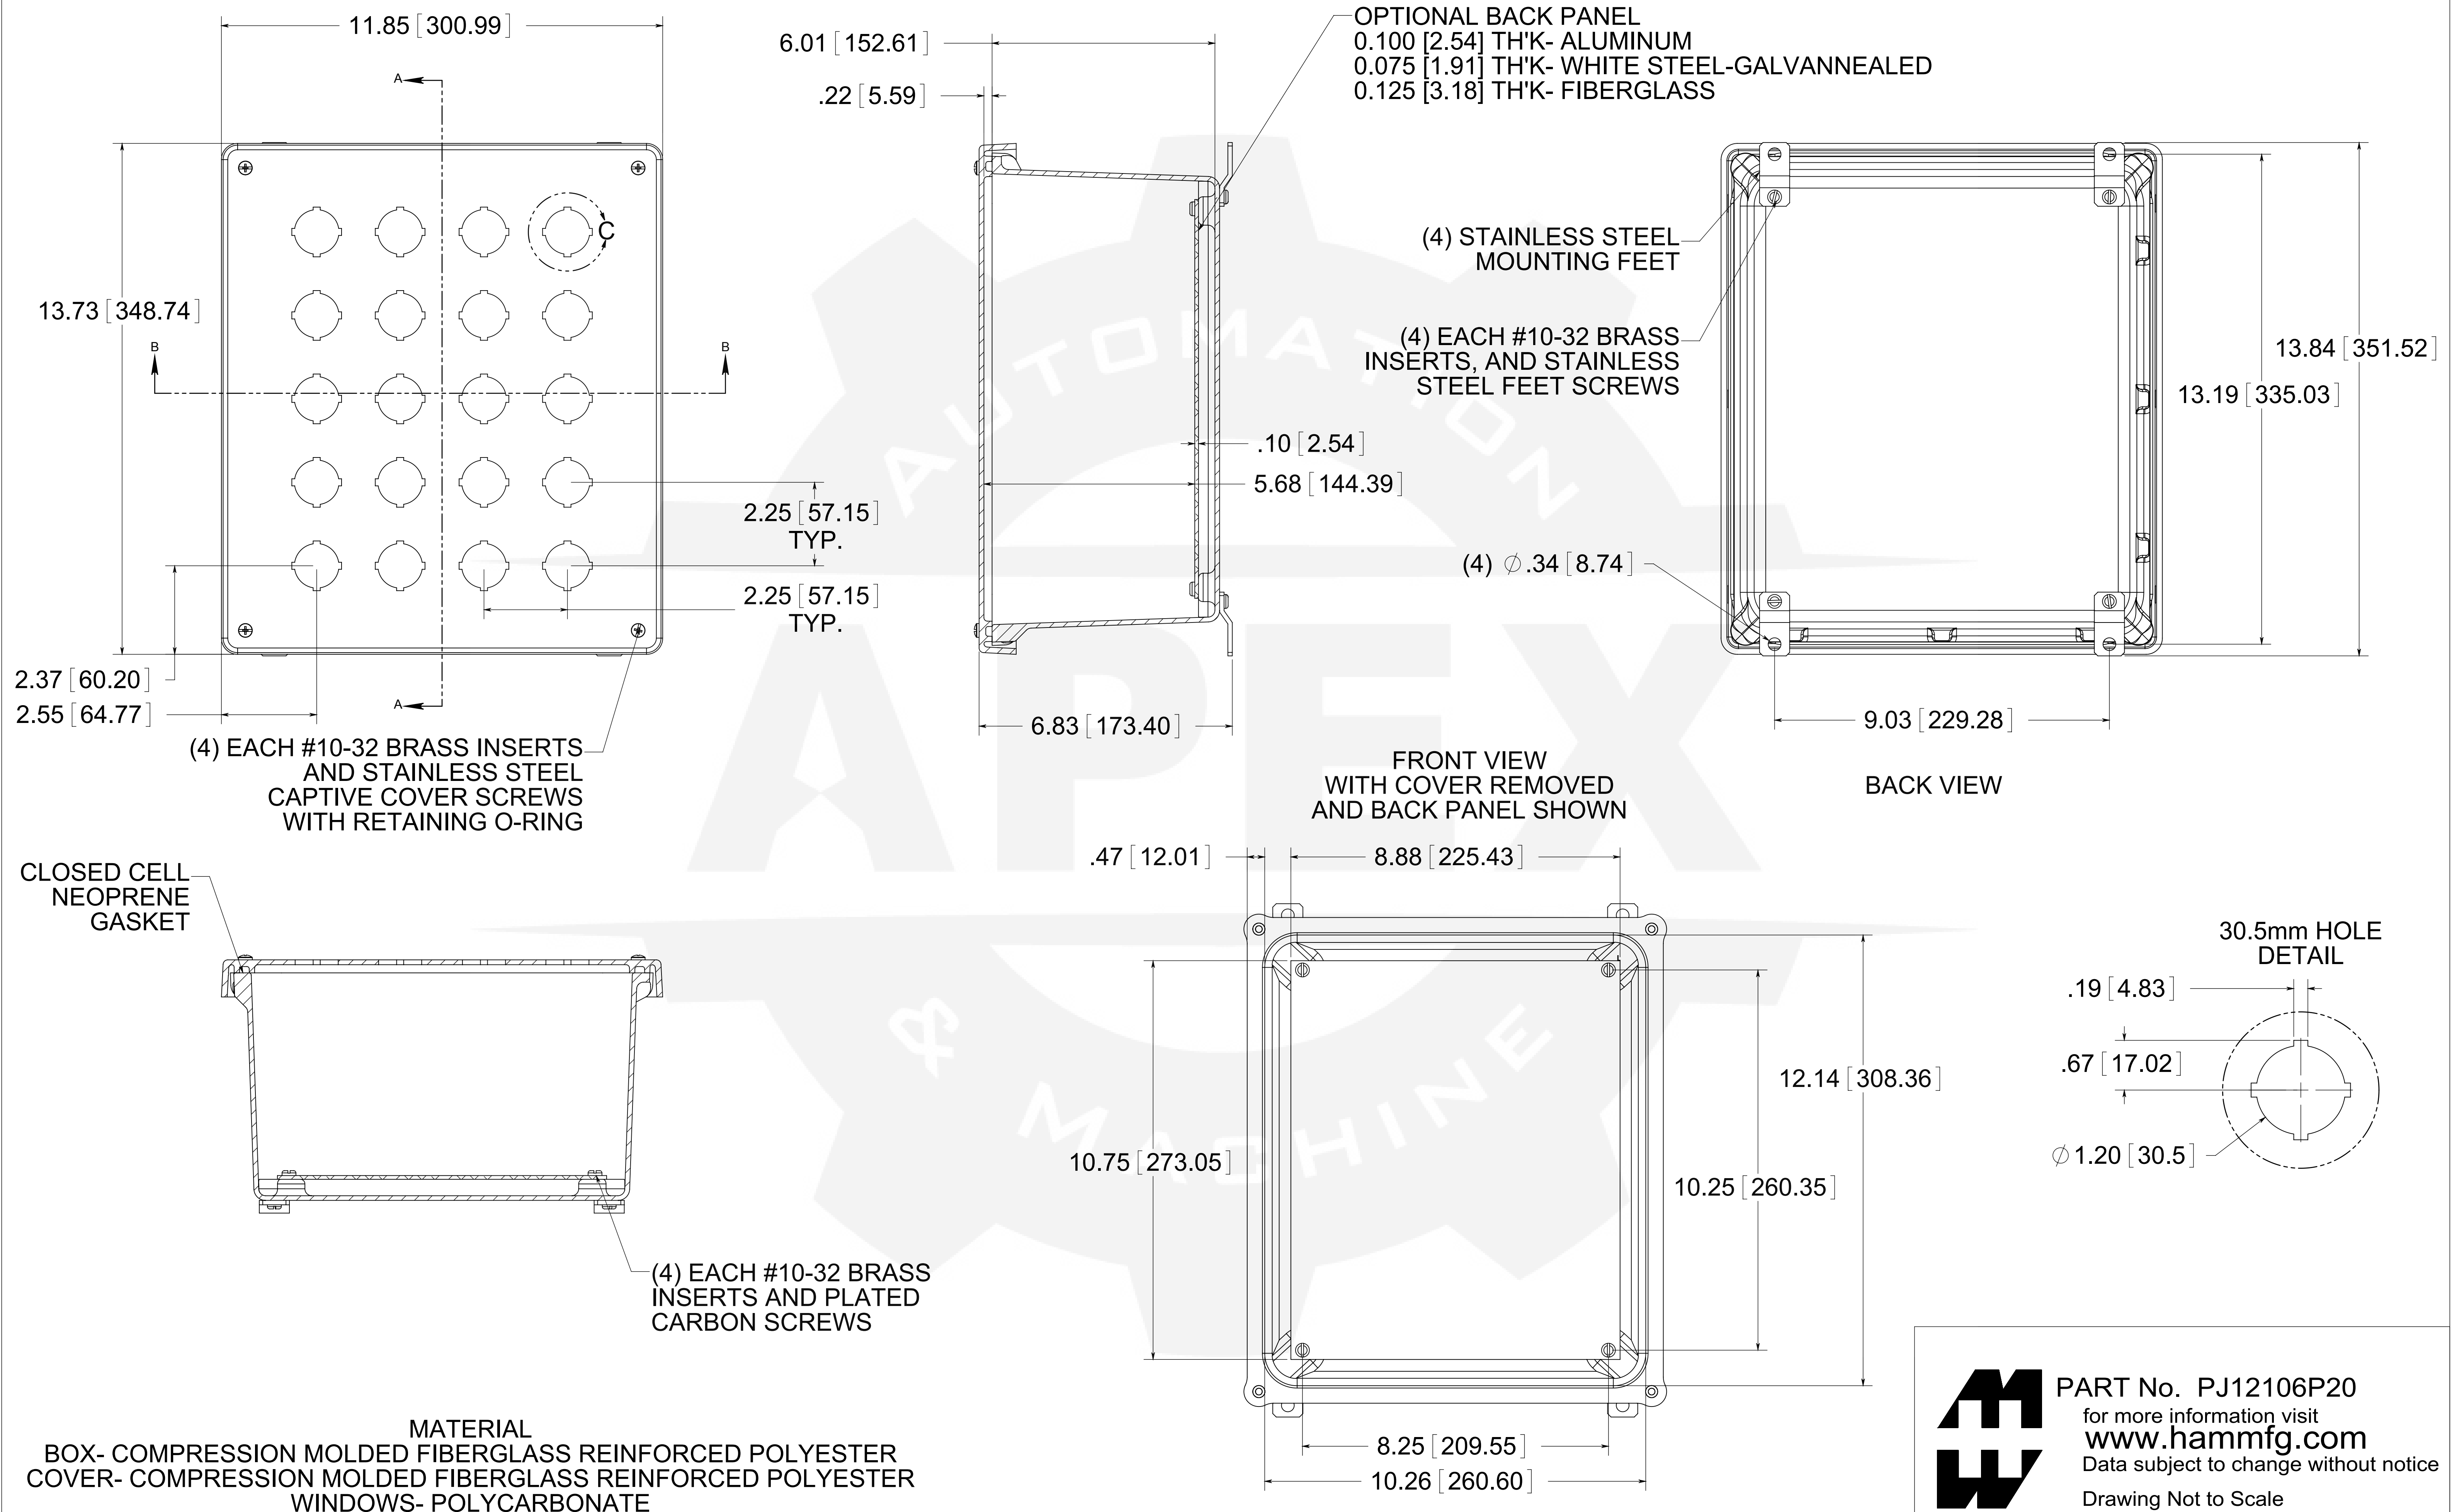 11.85 [300.99]
A
A
13.73 [348.74]
B
B
C
2.25 [57.15]
TYP.
2.25 [57.15]
TYP.
2.37 [60.20]
2.55 [64.77]
(4) EACH #10-32 BRASS INSERTS
AND STAINLESS STEEL
CAPTIVE COVER SCREWS
WITH RETAINING O-RING
6.01 [152.61]
.22 [5.59]
OPTIONAL BACK PANEL
0.100 [2.54] TH'K- ALUMINUM
0.075 [1.91] TH'K- WHITE STEEL-GALVANNEALED
0.125 [3.18] TH'K- FIBERGLASS
.10 [2.54]
5.68 [144.39]
6.83 [173.40]
(4) STAINLESS STEEL
MOUNTING FEET
(4) EACH #10-32 BRASS
INSERTS, AND STAINLESS
STEEL FEET SCREWS
(4) ∅.34 [8.74]
13.84 [351.52]
13.19 [335.03]
9.03 [229.28]
BACK VIEW
FRONT VIEW
WITH COVER REMOVED
AND BACK PANEL SHOWN
AUTOMATION
APEX
& MACHINE
CLOSED CELL
NEOPRENE
GASKET
(4) EACH #10-32 BRASS
INSERTS AND PLATED
CARBON SCREWS
.47 [12.01]
8.88 [225.43]
10.75 [273.05]
12.14 [308.36]
10.25 [260.35]
8.25 [209.55]
10.26 [260.60]
30.5mm HOLE
DETAIL
.19 [4.83]
.67 [17.02]
∅1.20 [30.5]
MATERIAL
BOX- COMPRESSION MOLDED FIBERGLASS REINFORCED POLYESTER
COVER- COMPRESSION MOLDED FIBERGLASS REINFORCED POLYESTER
WINDOWS- POLYCARBONATE
PART No. PJ12106P20
for more information visit
www.hammfg.com
Data subject to change without notice
Drawing Not to Scale